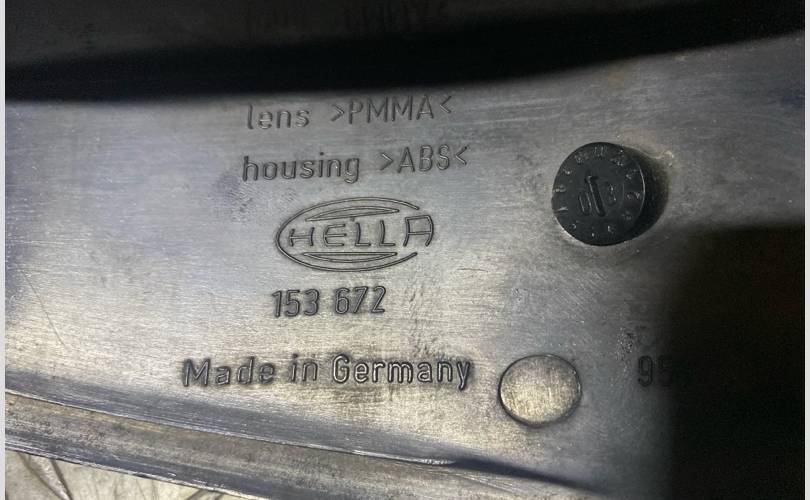 lens >PMMA<
housing >ABS<
HELLA
153 672
Made in Germany